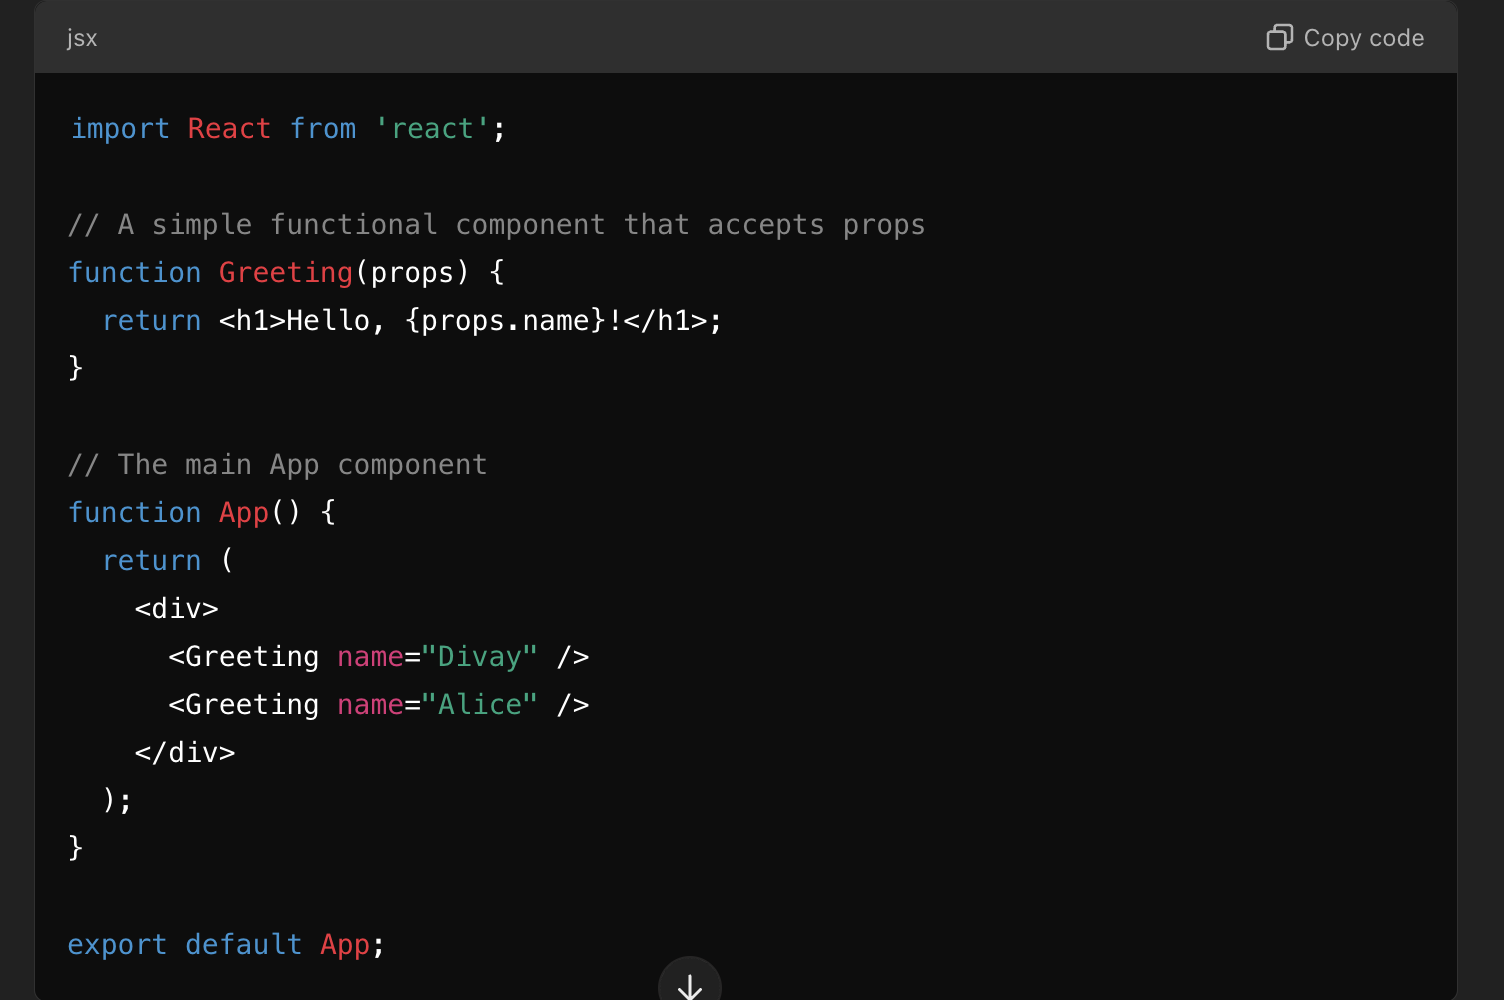 jsx
Copy code
import React from 'react';
// A simple functional component that accepts props
function Greeting(props) {
  return <h1>Hello, {props.name}!</h1>;
}
// The main App component
function App() {
  return (
    <div>
      <Greeting name="Divay" />
      <Greeting name="Alice" />
    </div>
  );
}
export default App;